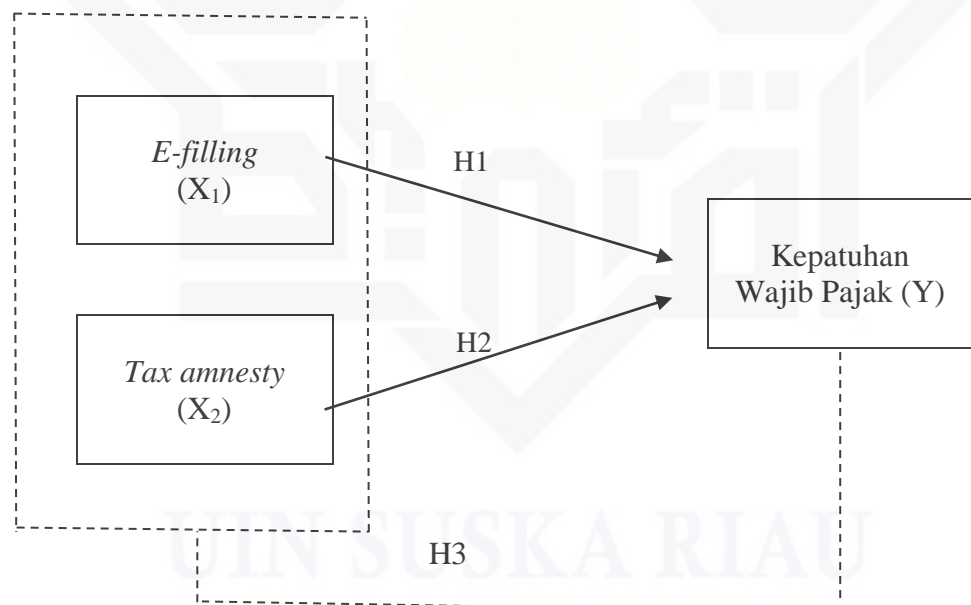 E-filling
(X₁)
H1
Kepatuhan
Wajib Pajak (Y)
H2
Tax amnesty
(X₂)
H3
UIN SUSKA RIAU